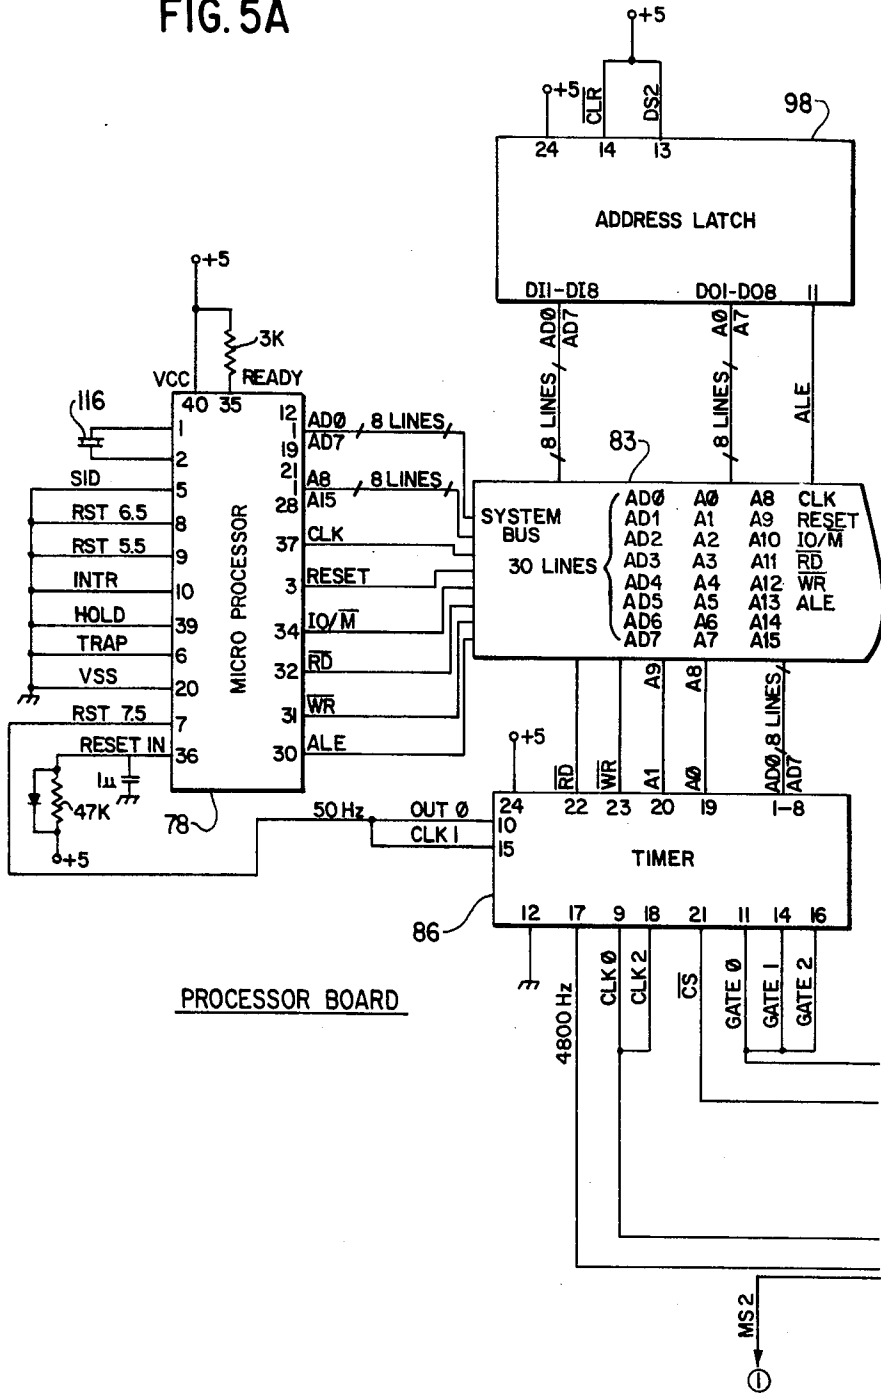 FIG. 5A
+5
+5
C̅L̅R̅
DS2
98
24 14 13
ADDRESS LATCH
DI1-DI8 DO1-DO8 11
AD0 AD7
A0 A7
8 LINES
8 LINES
ALE
+5
3K
VCC READY
116
40 35
1
2
SID 5
RST 6.5 8
RST 5.5 9
INTR 10
HOLD 39
TRAP 6
VSS 20
RST 7.5 7
RESET IN 36
1µ
47K
+5
78
MICRO PROCESSOR
12
1
19
AD0 8 LINES
AD7
21
1
28
A8 8 LINES
A15
37 CLK
3 RESET
34 IO/M̅
32 R̅D̅
31 W̅R̅
30 ALE
83
SYSTEM BUS
30 LINES
AD0 A0 A8 CLK
AD1 A1 A9 RESET
AD2 A2 A10 IO/M̅
AD3 A3 A11 R̅D̅
AD4 A4 A12 W̅R̅
AD5 A5 A13 ALE
AD6 A6 A14
AD7 A7 A15
+5
R̅D̅
W̅R̅
A9
A1
A8
A0
8 LINES
AD0 AD7
24 22 23 20 19 1-8
50 Hz OUT 0 10
CLK 1 15
TIMER
86
12 17 9 18 21 11 14 16
4800 Hz
CLK 0
CLK 2
C̅S̅
GATE 0
GATE 1
GATE 2
PROCESSOR BOARD
MS2
1